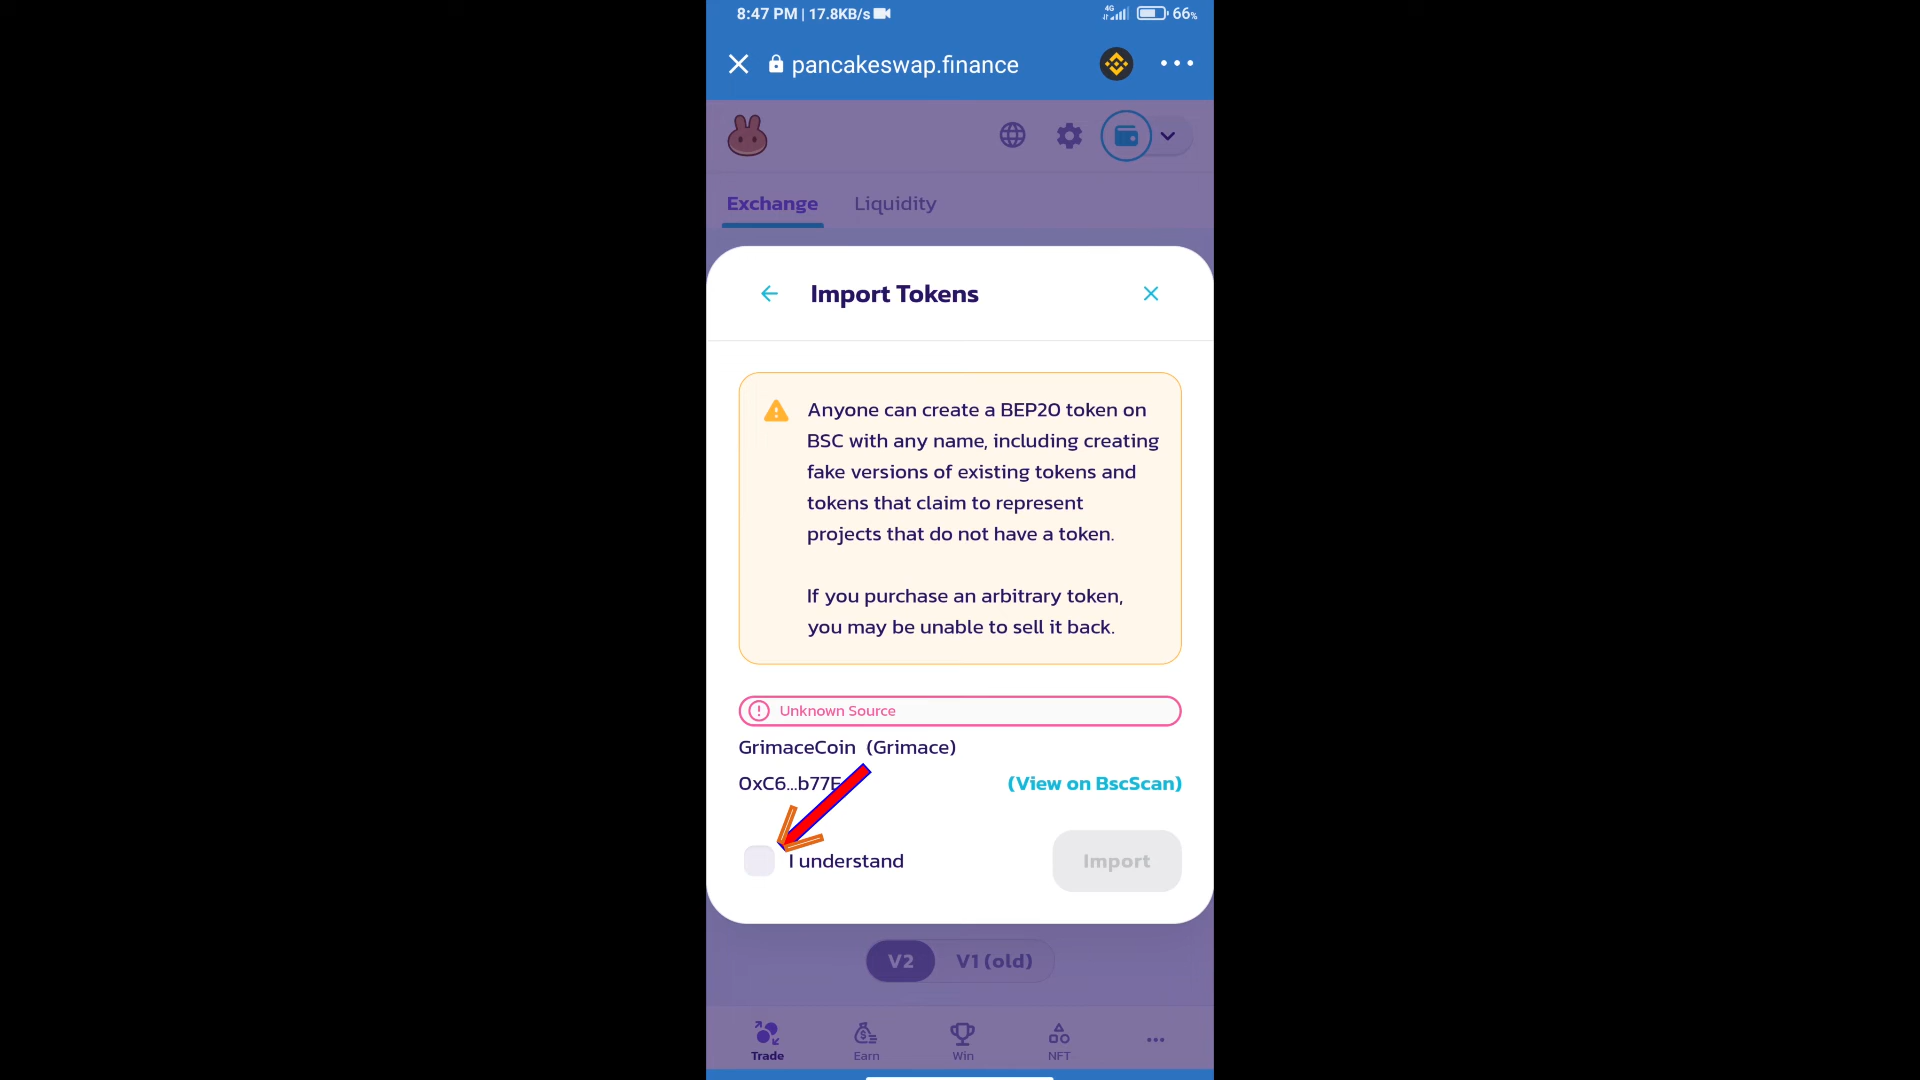 8:47 PM | 17.8KB/s 4G 66%
pancakeswap.finance
Exchange Liquidity
Import Tokens
Anyone can create a BEP20 token on
BSC with any name, including creating
fake versions of existing tokens and
tokens that claim to represent
projects that do not have a token.
If you purchase an arbitrary token,
you may be unable to sell it back.
Unknown Source
GrimaceCoin (Grimace)
0xC6...b77E (View on BscScan)
I understand Import
V2 V1 (old)
Trade Earn Win NFT